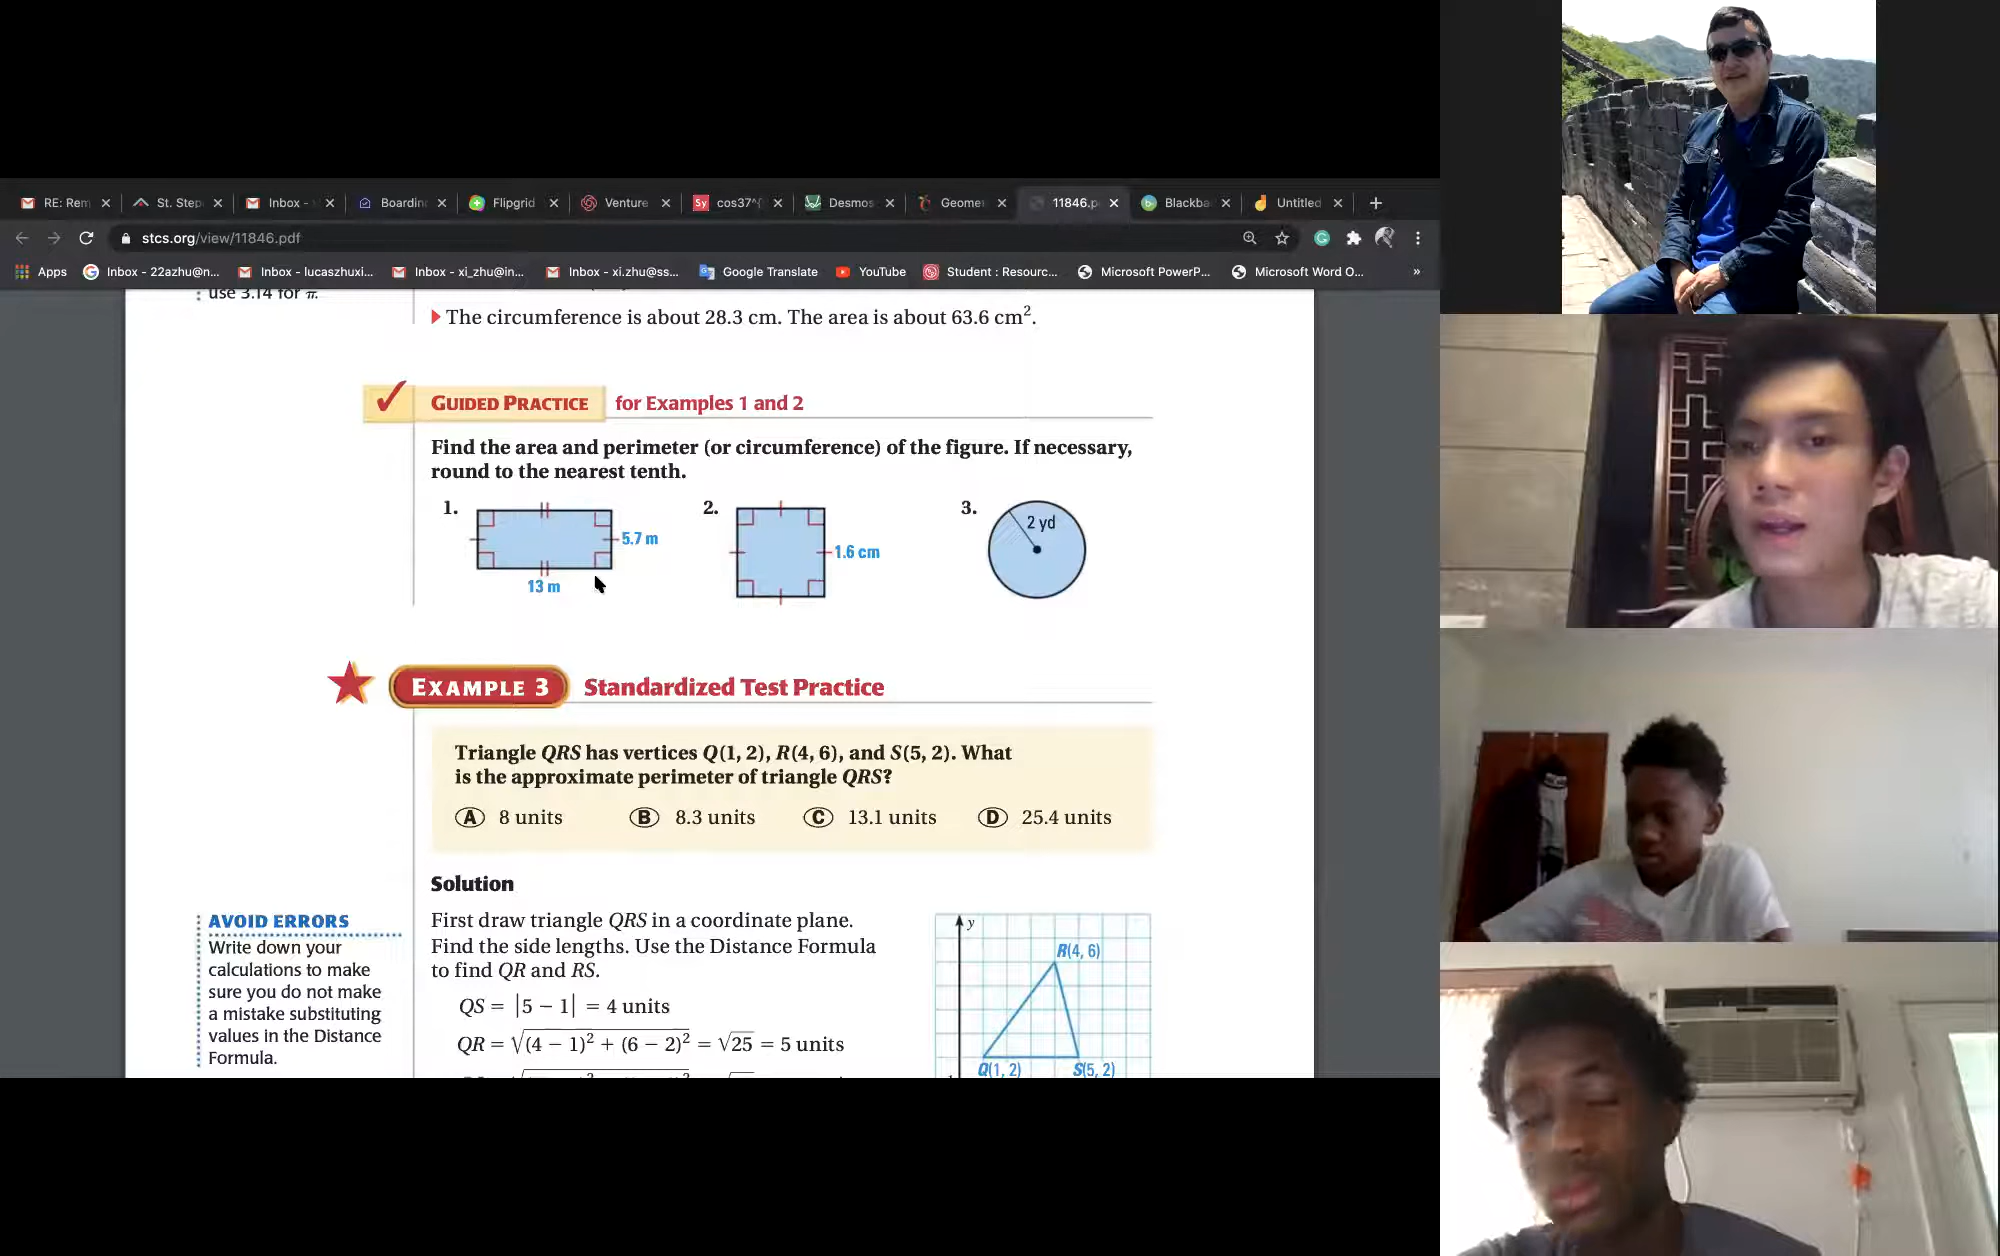 RE: Rem
St. Step
Inbox -
Boarding
Flipgrid
Venture
Sy cos37^(
Desmos
Geome
11846.p
Blackba
Untitled
stcs.org/view/11846.pdf
Apps
Inbox - 22azhu@n...
Inbox - lucaszhuxi...
Inbox - xi_zhu@in...
Inbox - xi.zhu@ss...
Google Translate
YouTube
Student : Resourc...
Microsoft PowerP...
Microsoft Word O...
»
use 3.14 for π.
The circumference is about 28.3 cm. The area is about 63.6 cm².
GUIDED PRACTICE for Examples 1 and 2
Find the area and perimeter (or circumference) of the figure. If necessary,
round to the nearest tenth.
1.
5.7 m
13 m
2.
1.6 cm
3.
2 yd
EXAMPLE 3 Standardized Test Practice
Triangle QRS has vertices Q(1, 2), R(4, 6), and S(5, 2). What
is the approximate perimeter of triangle QRS?
A 8 units B 8.3 units C 13.1 units D 25.4 units
Solution
AVOID ERRORS
Write down your
calculations to make
sure you do not make
a mistake substituting
values in the Distance
Formula.
First draw triangle QRS in a coordinate plane.
Find the side lengths. Use the Distance Formula
to find QR and RS.
QS = |5 − 1| = 4 units
QR = √(4 − 1)² + (6 − 2)² = √25 = 5 units
y
R(4, 6)
Q(1, 2)
S(5, 2)